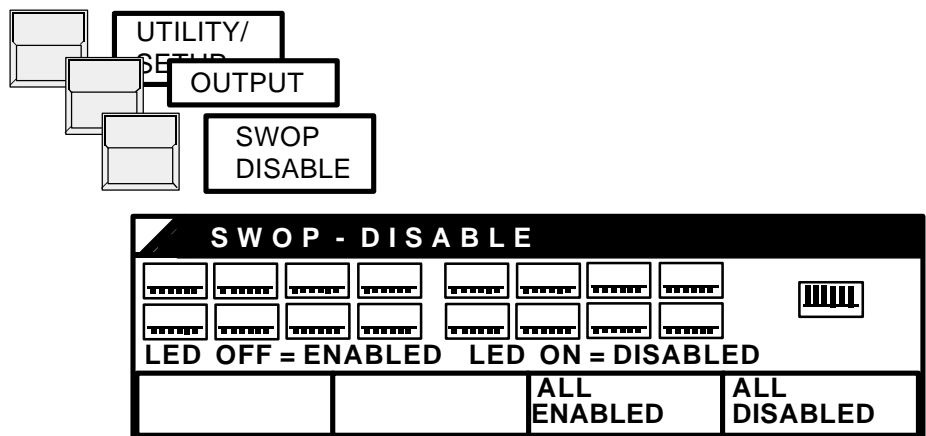 UTILITY/
SETUP
OUTPUT
SWOP
DISABLE
SWOP - DISABLE
LED OFF = ENABLED LED ON = DISABLED
ALL
ENABLED
ALL
DISABLED